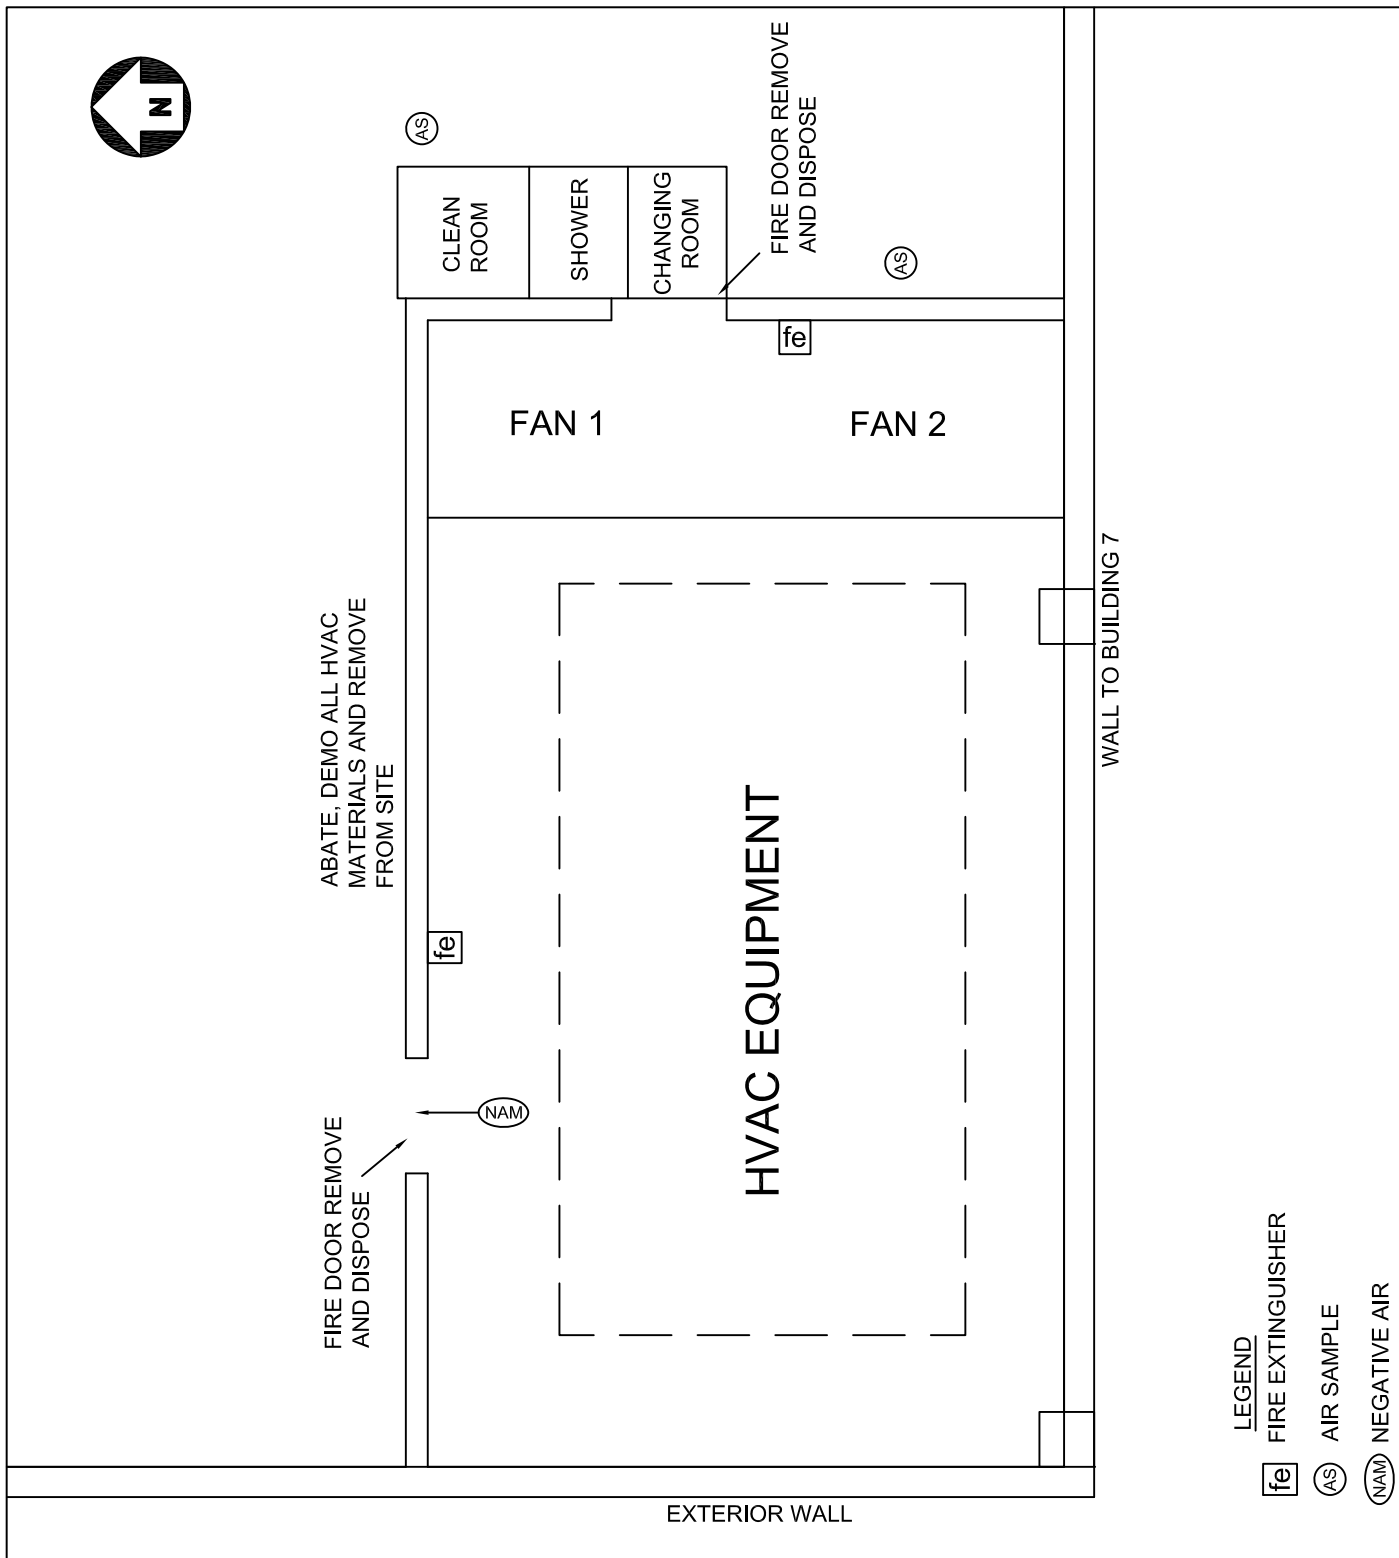 N
AS
CLEAN
ROOM
SHOWER
CHANGING
ROOM
FIRE DOOR REMOVE
AND DISPOSE
AS
fe
FAN 1
FAN 2
ABATE, DEMO ALL HVAC
MATERIALS AND REMOVE
FROM SITE
fe
HVAC EQUIPMENT
WALL TO BUILDING 7
NAM
FIRE DOOR REMOVE
AND DISPOSE
EXTERIOR WALL
LEGEND
fe FIRE EXTINGUISHER
AS AIR SAMPLE
NAM NEGATIVE AIR